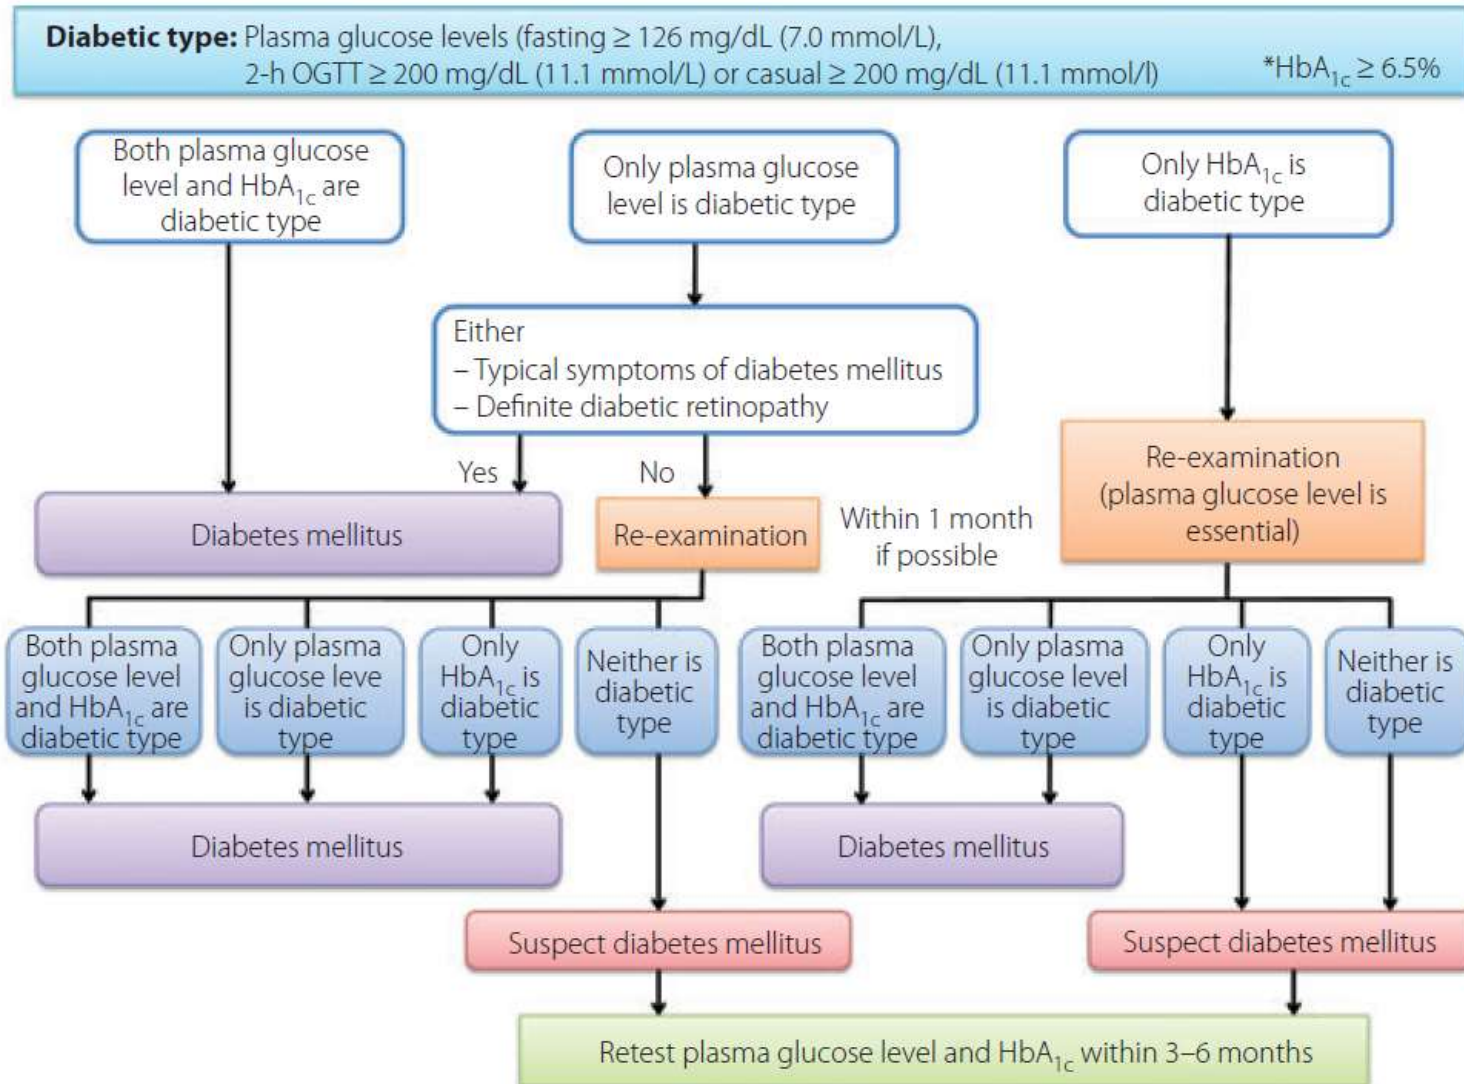 Diabetic type: Plasma glucose levels (fasting ≥ 126 mg/dL (7.0 mmol/L),
2-h OGTT ≥ 200 mg/dL (11.1 mmol/L) or casual ≥ 200 mg/dL (11.1 mmol/l)
*HbA1c ≥ 6.5%
Both plasma glucose
level and HbA1c are
diabetic type
Only plasma glucose
level is diabetic type
Only HbA1c is
diabetic type
Either
– Typical symptoms of diabetes mellitus
– Definite diabetic retinopathy
Yes
No
Diabetes mellitus
Re-examination
Within 1 month
if possible
Re-examination
(plasma glucose level is
essential)
Both plasma
glucose level
and HbA1c are
diabetic type
Only plasma
glucose leve
is diabetic
type
Only
HbA1c is
diabetic
type
Neither is
diabetic
type
Both plasma
glucose level
and HbA1c are
diabetic type
Only plasma
glucose level
is diabetic
type
Only
HbA1c is
diabetic
type
Neither is
diabetic
type
Diabetes mellitus
Diabetes mellitus
Suspect diabetes mellitus
Suspect diabetes mellitus
Retest plasma glucose level and HbA1c within 3–6 months